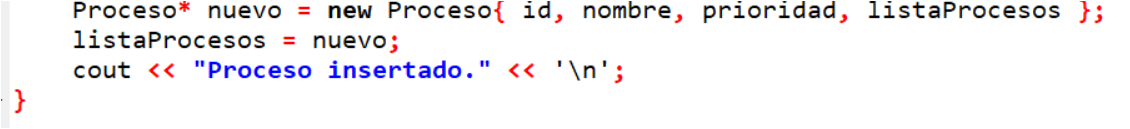 Proceso* nuevo = new Proceso{ id, nombre, prioridad, listaProcesos };
listaProcesos = nuevo;
cout << "Proceso insertado." << '\n';
}